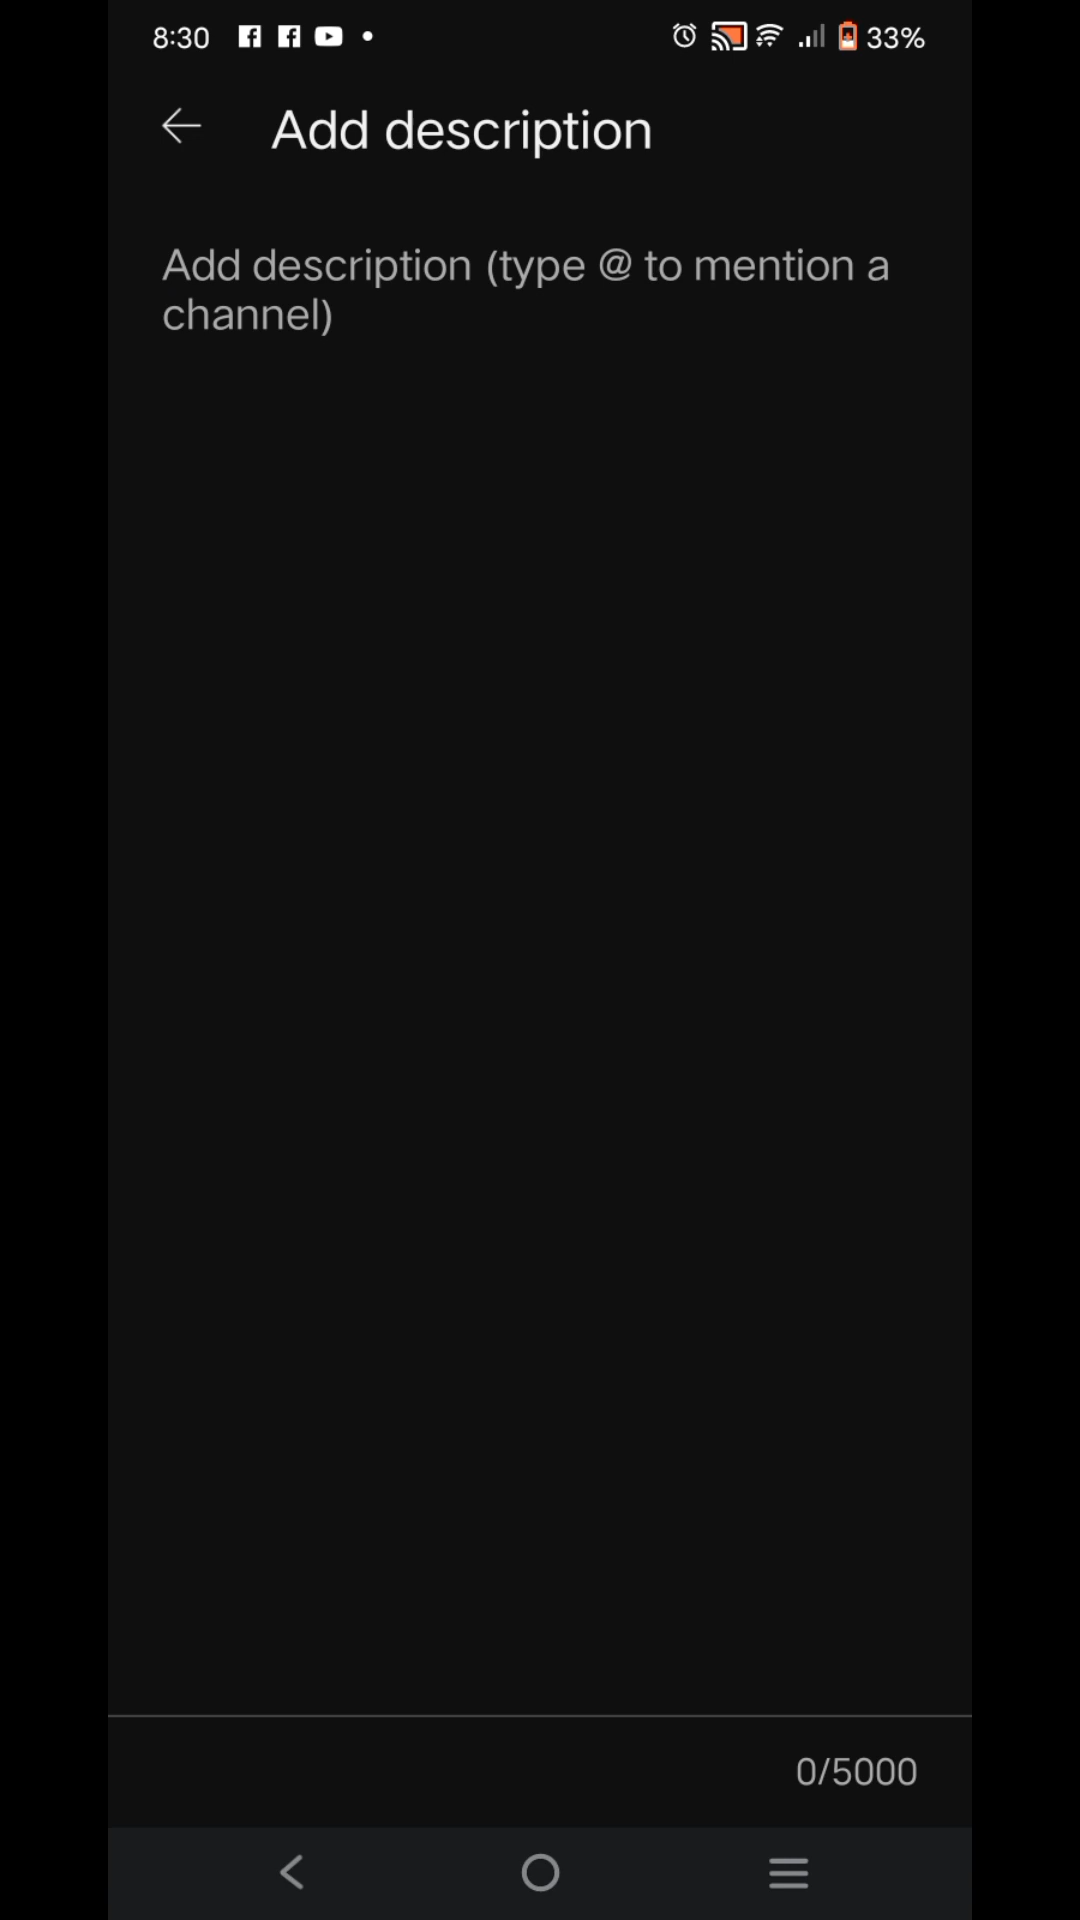 8:30
33%
Add description
Add description (type @ to mention a
channel)
0/5000